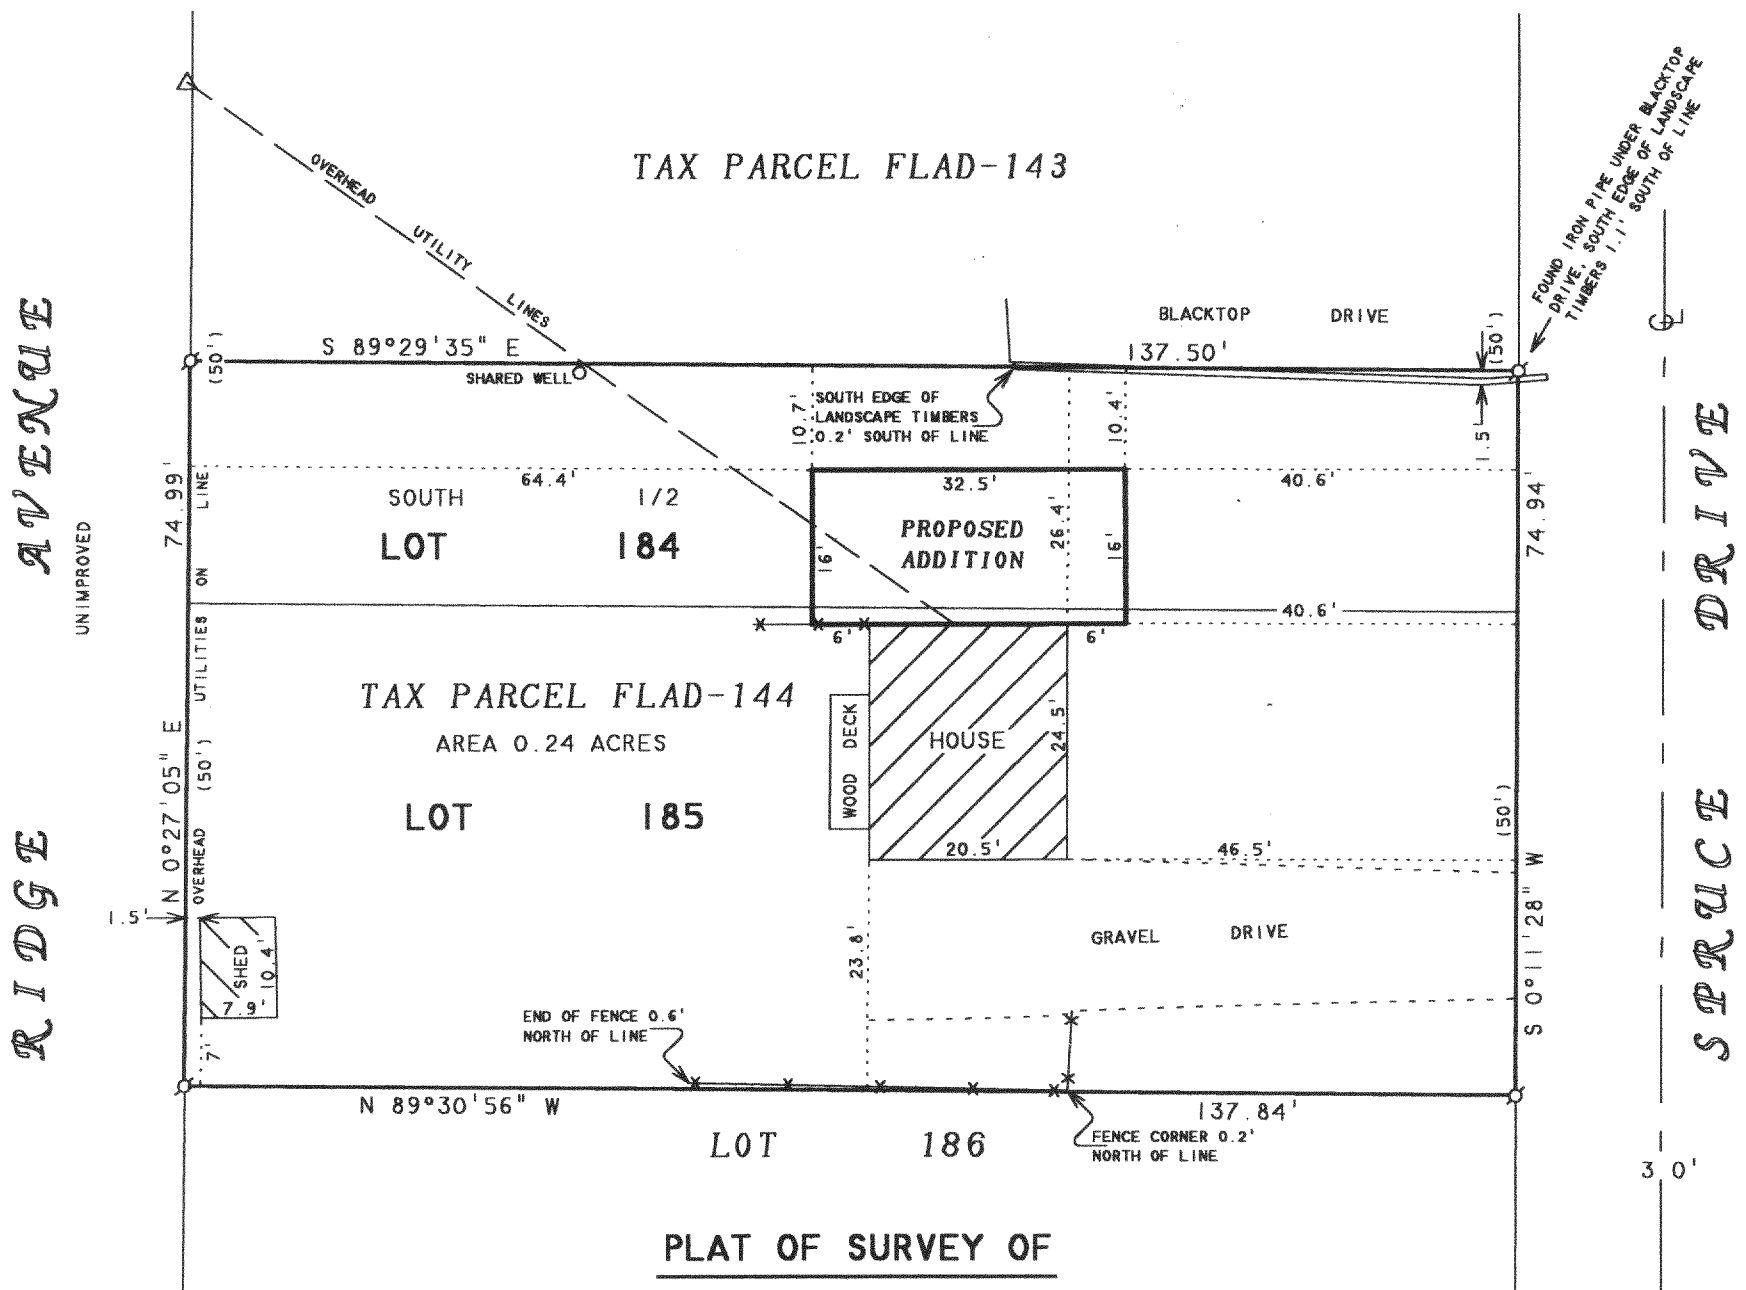 TAX PARCEL FLAD-143
FOUND IRON PIPE UNDER BLACKTOP
DRIVE, SOUTH EDGE OF LANDSCAPE
TIMBERS 1.1' SOUTH OF LINE
OVERHEAD UTILITY LINES
BLACKTOP DRIVE
S 89°29'35" E
137.50'
(50')
(50')
SHARED WELL
SOUTH EDGE OF
LANDSCAPE TIMBERS
0.2' SOUTH OF LINE
10.7'
10.4'
1.5'
RIDGE AVENUE
UNIMPROVED
SPRUCE DRIVE
74.99'
N 0°27'05" E
OVERHEAD (50') UTILITIES ON LINE
64.4'
32.5'
40.6'
SOUTH 1/2
LOT 184
PROPOSED
ADDITION
16'
26.4'
16'
74.94'
40.6'
6'
6'
TAX PARCEL FLAD-144
AREA 0.24 ACRES
LOT 185
WOOD DECK
HOUSE
24.5'
20.5'
46.5'
(50')
S 0°11'28" W
1.5'
SHED
10.4'
7.9'
7'
23.8'
GRAVEL DRIVE
END OF FENCE 0.6'
NORTH OF LINE
N 89°30'56" W
137.84'
LOT 186
FENCE CORNER 0.2'
NORTH OF LINE
30'
PLAT OF SURVEY OF